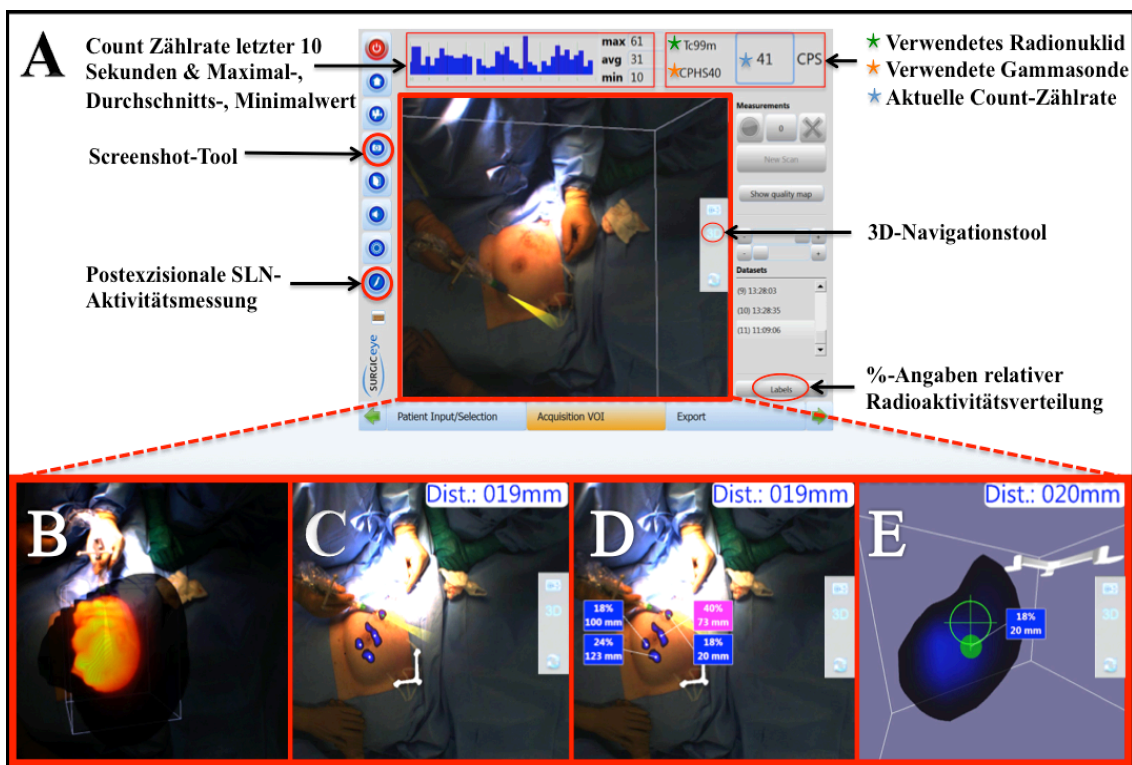 A
Count Zählrate letzter 10
Sekunden & Maximal-,
Durchschnitts-, Minimalwert
Screenshot-Tool
Postexzisionale SLN-
Aktivitätsmessung
max 61
avg 31
min 10
Tc99m
CPHS40
41
CPS
Verwendetes Radionuklid
Verwendete Gammasonde
Aktuelle Count-Zählrate
Measurements
0
New Scan
Show quality map
3D
- +
- +
Datasets
(9) 13:28:03
(10) 13:28:35
(11) 11:09:06
Labels
3D-Navigationstool
%-Angaben relativer
Radioaktivitätsverteilung
SURGICeye
Patient Input/Selection
Acquisition VOI
Export
B
C
Dist.: 019mm
3D
D
Dist.: 019mm
18%
100 mm
40%
73 mm
24%
123 mm
18%
20 mm
3D
E
Dist.: 020mm
18%
20 mm
3D